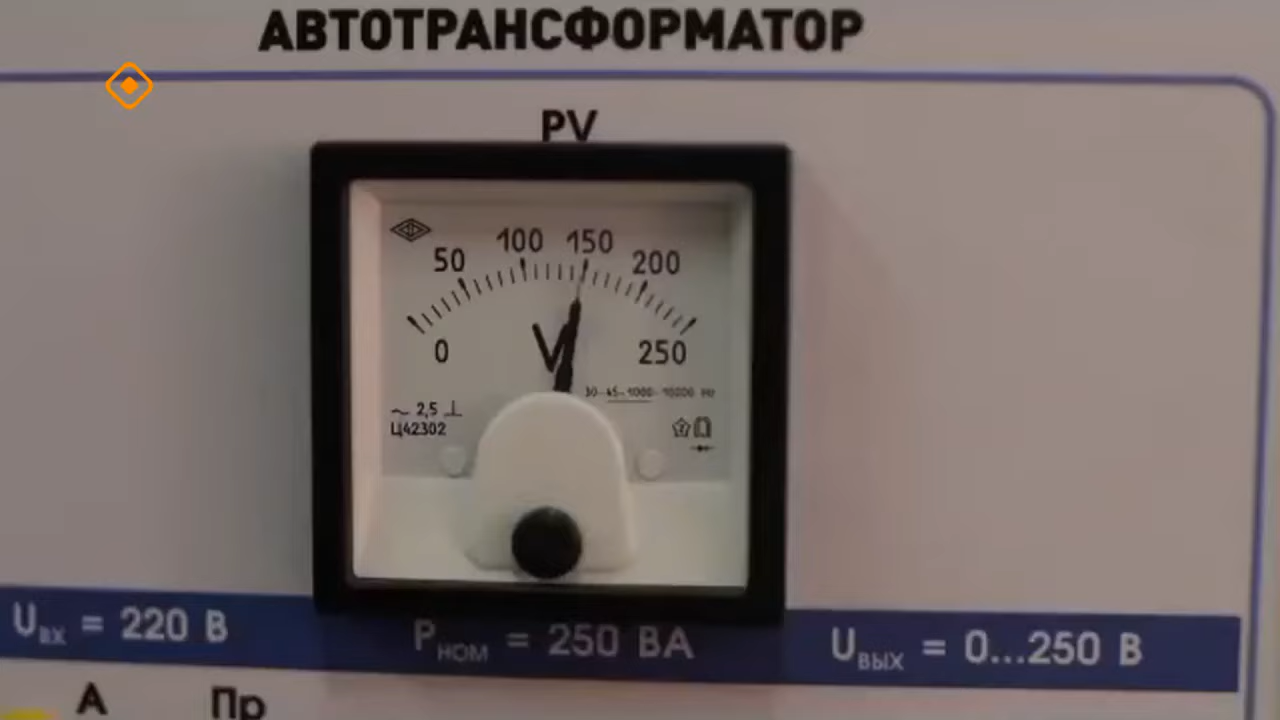 АВТОТРАНСФОРМАТОР
PV
0 50 100 150 200 250
V
30-45-1000-10000 Hz
~ 2,5 ⊥
Ц42302
Uвх = 220 В
Pном = 250 ВА
Uвых = 0...250 В
А Пр